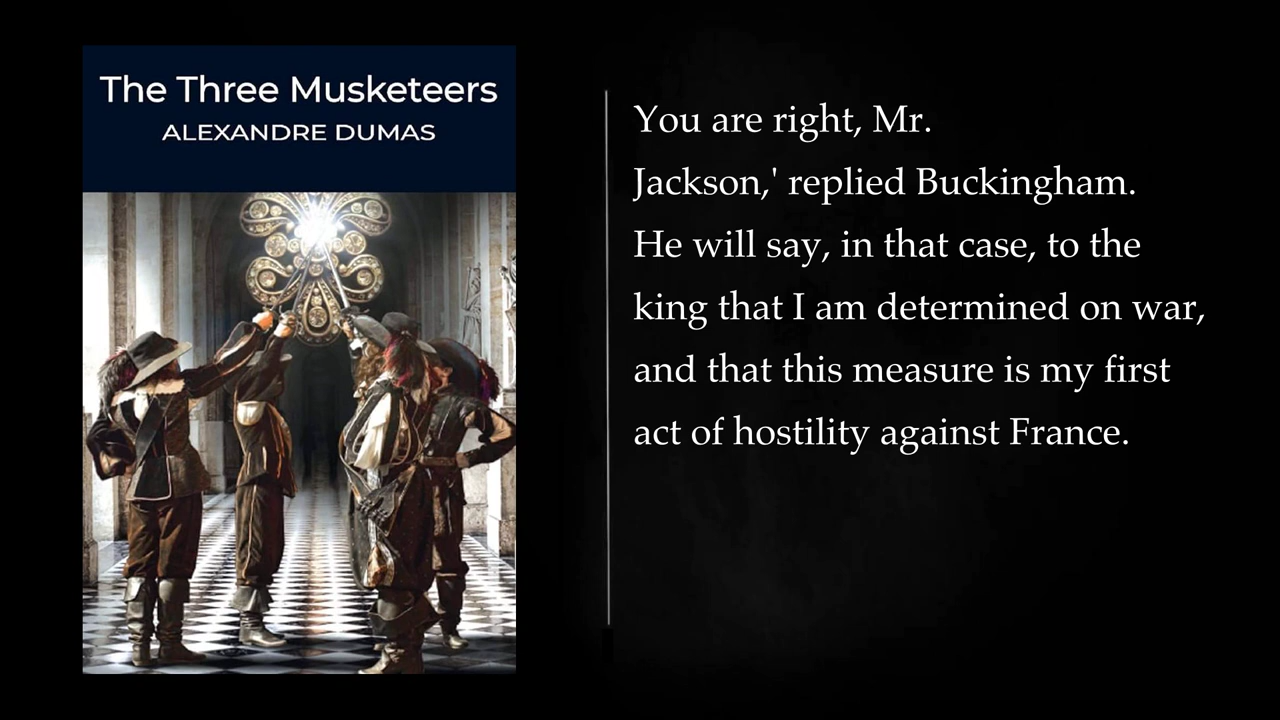 The Three Musketeers
ALEXANDRE DUMAS
You are right, Mr.
Jackson,' replied Buckingham.
He will say, in that case, to the
king that I am determined on war,
and that this measure is my first
act of hostility against France.